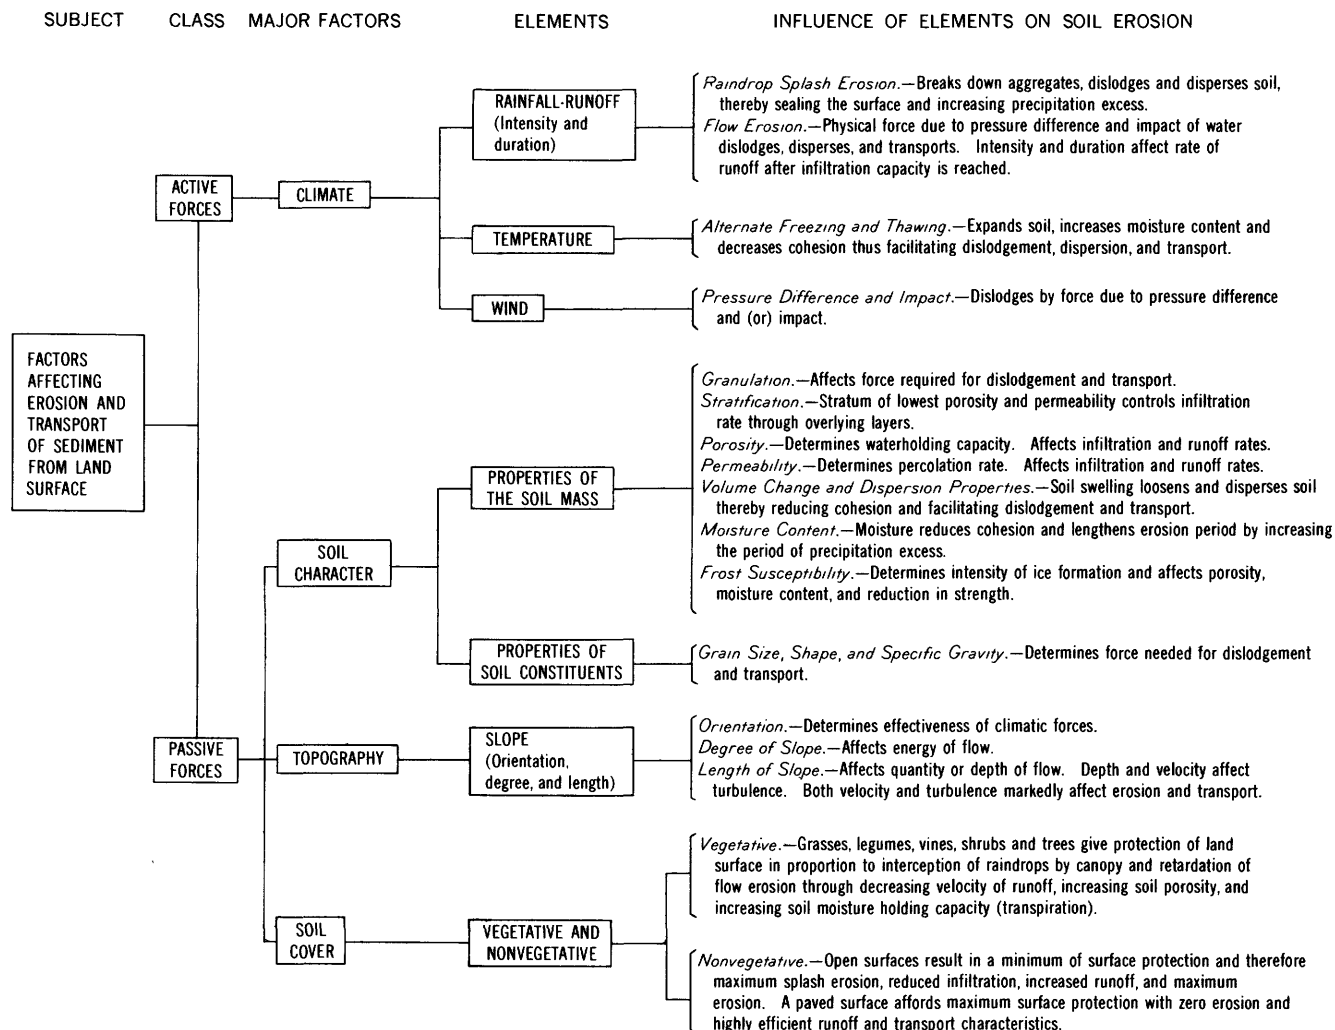 SUBJECT CLASS MAJOR FACTORS ELEMENTS INFLUENCE OF ELEMENTS ON SOIL EROSION
FACTORS
AFFECTING
EROSION AND
TRANSPORT
OF SEDIMENT
FROM LAND
SURFACE
ACTIVE
FORCES
CLIMATE
RAINFALL-RUNOFF
(Intensity and
duration)
Raindrop Splash Erosion.—Breaks down aggregates, dislodges and disperses soil,
thereby sealing the surface and increasing precipitation excess.
Flow Erosion.—Physical force due to pressure difference and impact of water
dislodges, disperses, and transports. Intensity and duration affect rate of
runoff after infiltration capacity is reached.
TEMPERATURE
Alternate Freezing and Thawing.—Expands soil, increases moisture content and
decreases cohesion thus facilitating dislodgement, dispersion, and transport.
WIND
Pressure Difference and Impact.—Dislodges by force due to pressure difference
and (or) impact.
PASSIVE
FORCES
SOIL
CHARACTER
PROPERTIES OF
THE SOIL MASS
Granulation.—Affects force required for dislodgement and transport.
Stratification.—Stratum of lowest porosity and permeability controls infiltration
rate through overlying layers.
Porosity.—Determines waterholding capacity. Affects infiltration and runoff rates.
Permeability.—Determines percolation rate. Affects infiltration and runoff rates.
Volume Change and Dispersion Properties.—Soil swelling loosens and disperses soil
thereby reducing cohesion and facilitating dislodgement and transport.
Moisture Content.—Moisture reduces cohesion and lengthens erosion period by increasing
the period of precipitation excess.
Frost Susceptibility.—Determines intensity of ice formation and affects porosity,
moisture content, and reduction in strength.
PROPERTIES OF
SOIL CONSTITUENTS
Grain Size, Shape, and Specific Gravity.—Determines force needed for dislodgement
and transport.
TOPOGRAPHY
SLOPE
(Orientation,
degree, and length)
Orientation.—Determines effectiveness of climatic forces.
Degree of Slope.—Affects energy of flow.
Length of Slope.—Affects quantity or depth of flow. Depth and velocity affect
turbulence. Both velocity and turbulence markedly affect erosion and transport.
SOIL
COVER
VEGETATIVE AND
NONVEGETATIVE
Vegetative.—Grasses, legumes, vines, shrubs and trees give protection of land
surface in proportion to interception of raindrops by canopy and retardation of
flow erosion through decreasing velocity of runoff, increasing soil porosity, and
increasing soil moisture holding capacity (transpiration).
Nonvegetative.—Open surfaces result in a minimum of surface protection and therefore
maximum splash erosion, reduced infiltration, increased runoff, and maximum
erosion. A paved surface affords maximum surface protection with zero erosion and
highly efficient runoff and transport characteristics.